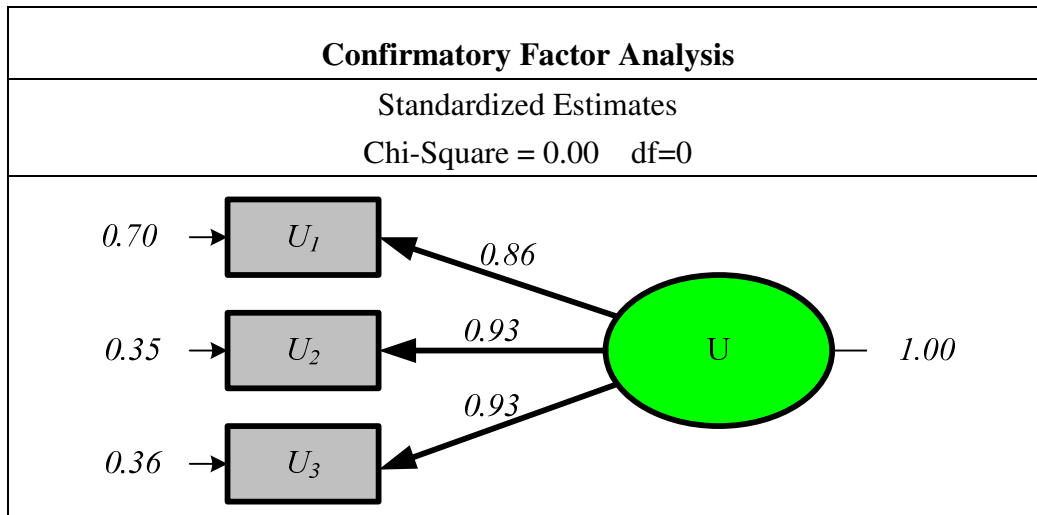 Confirmatory Factor Analysis
Standardized Estimates
Chi-Square = 0.00 df=0
0.70 U1 0.86
0.35 U2 0.93 U 1.00
0.36 U3 0.93